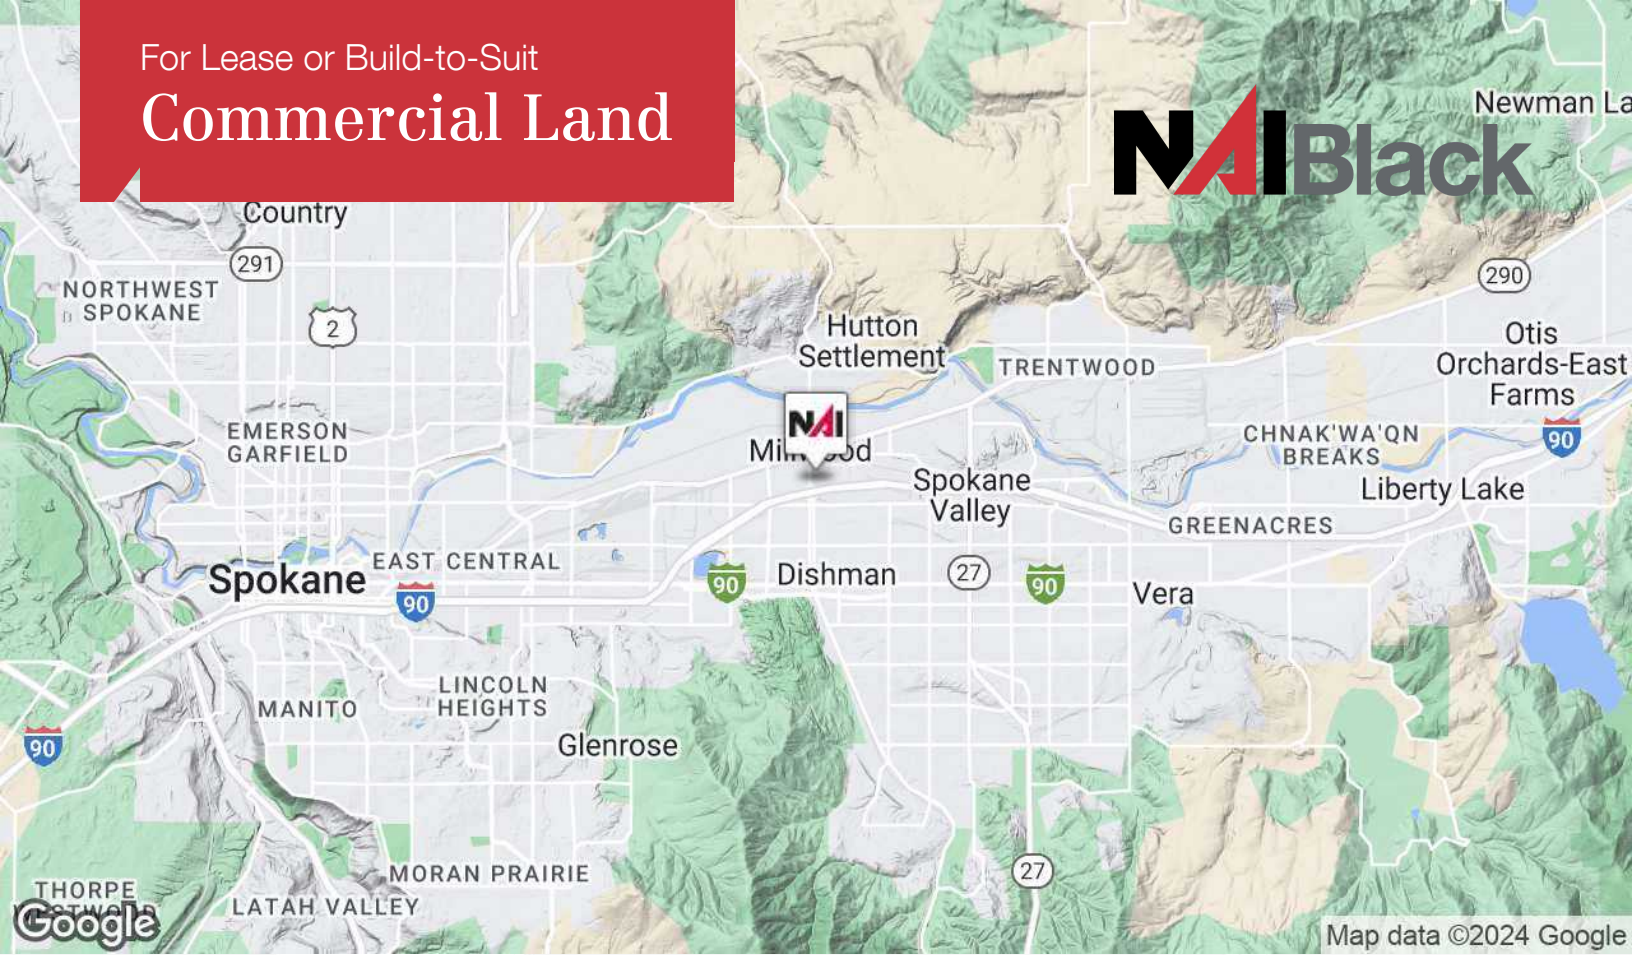 For Lease or Build-to-Suit
Commercial Land
NAIBlack
Newman La
Country
291
290
NORTHWEST
SPOKANE
2
Hutton
Settlement
TRENTWOOD
Otis
Orchards-East
Farms
NAI
EMERSON
GARFIELD
Millwood
CHNAK'WA'QN
BREAKS
90
Spokane
Valley
Liberty Lake
GREENACRES
EAST CENTRAL
Spokane
90
90
Dishman
27
90
Vera
LINCOLN
HEIGHTS
MANITO
90
Glenrose
MORAN PRAIRIE
27
THORPE
WESTWOOD
LATAH VALLEY
Google
Map data ©2024 Google